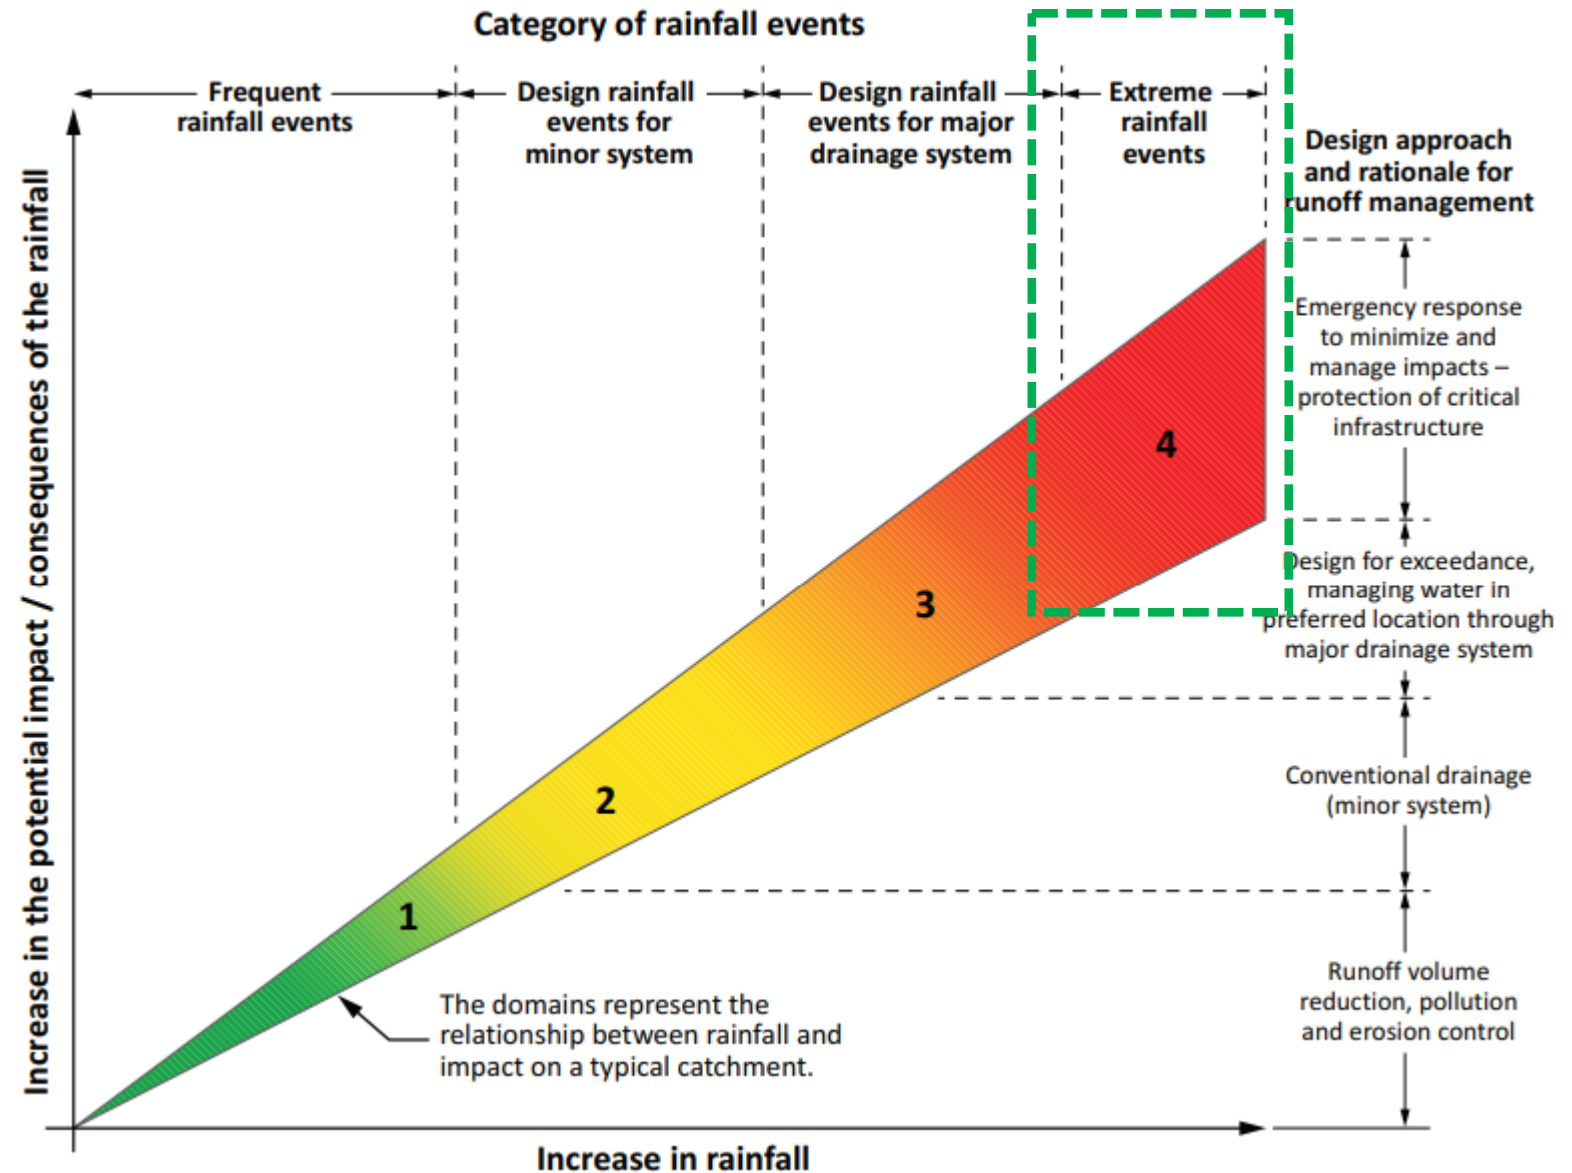 Category of rainfall events
Frequent
rainfall events
Design rainfall
events for
minor system
Design rainfall
events for major
drainage system
Extreme
rainfall
events
Design approach
and rationale for
runoff management
Increase in the potential impact / consequences of the rainfall
Emergency response
to minimize and
manage impacts –
protection of critical
infrastructure
4
Design for exceedance,
managing water in
preferred location through
major drainage system
3
Conventional drainage
(minor system)
2
1
Runoff volume
reduction, pollution
and erosion control
The domains represent the
relationship between rainfall and
impact on a typical catchment.
Increase in rainfall